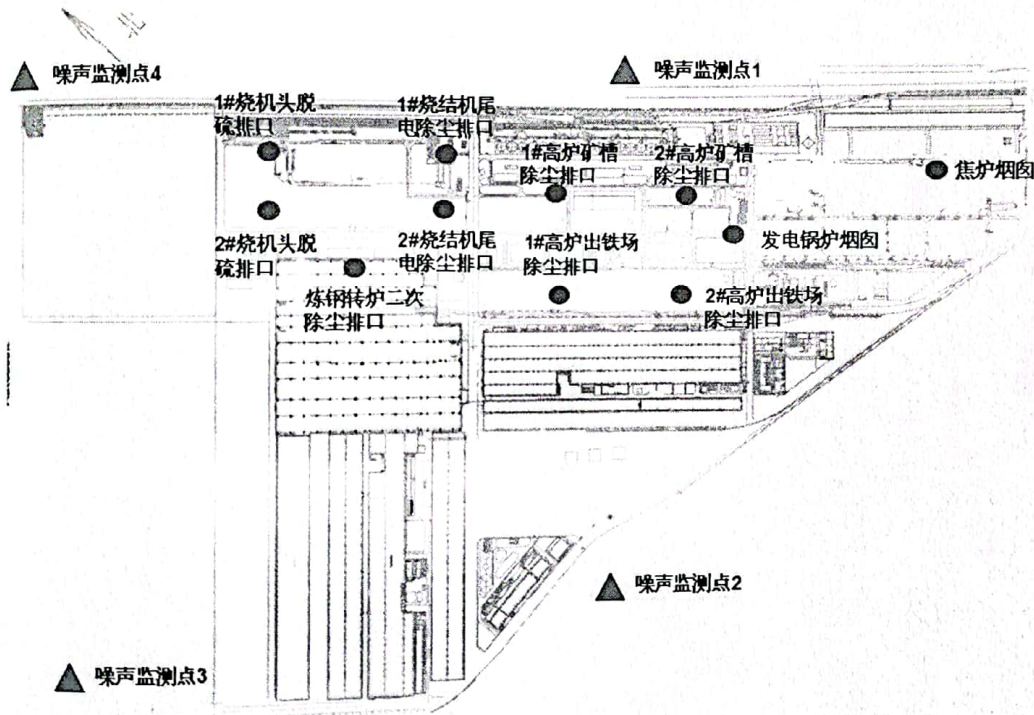 北
噪声监测点4
噪声监测点1
1#烧机头脱
硫排口
1#烧结机尾
电除尘排口
1#高炉矿槽
除尘排口
2#高炉矿槽
除尘排口
焦炉烟囱
2#烧机头脱
硫排口
2#烧结机尾
电除尘排口
1#高炉出铁场
除尘排口
发电锅炉烟囱
炼钢转炉二次
除尘排口
2#高炉出铁场
除尘排口
噪声监测点2
噪声监测点3